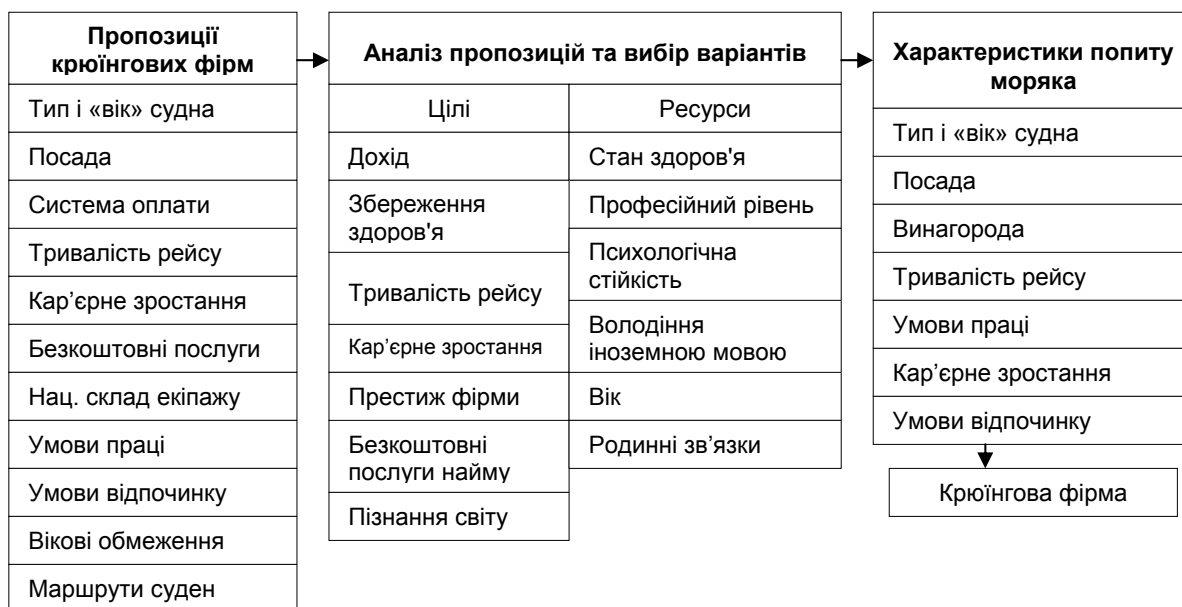 Пропозиції
крюїнгових фірм
Тип і «вік» судна
Посада
Система оплати
Тривалість рейсу
Кар’єрне зростання
Безкоштовні послуги
Нац. склад екіпажу
Умови праці
Умови відпочинку
Вікові обмеження
Маршрути суден
Аналіз пропозицій та вибір варіантів
Цілі
Дохід
Збереження
здоров'я
Тривалість рейсу
Кар’єрне зростання
Престиж фірми
Безкоштовні
послуги найму
Пізнання світу
Ресурси
Стан здоров'я
Професійний рівень
Психологічна
стійкість
Володіння
іноземною мовою
Вік
Родинні зв’язки
Характеристики попиту
моряка
Тип і «вік» судна
Посада
Винагорода
Тривалість рейсу
Умови праці
Кар’єрне зростання
Умови відпочинку
Крюїнгова фірма